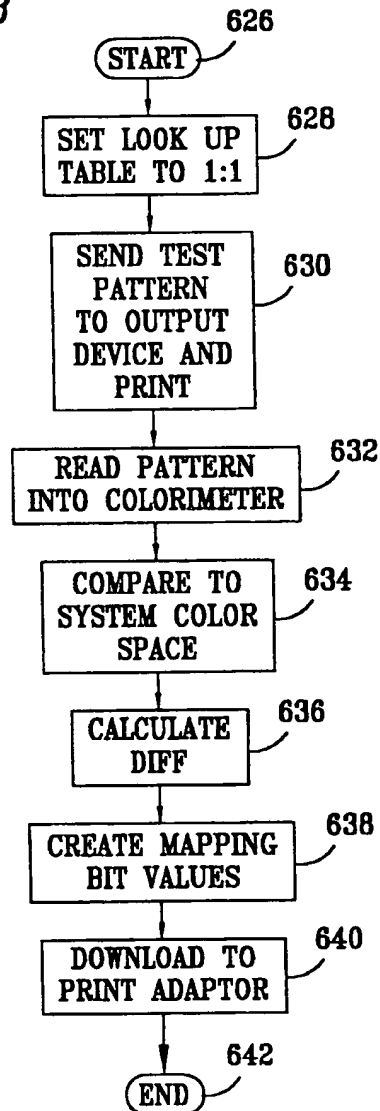 626
START
628
SET LOOK UP
TABLE TO 1:1
630
SEND TEST
PATTERN
TO OUTPUT
DEVICE AND
PRINT
632
READ PATTERN
INTO COLORIMETER
634
COMPARE TO
SYSTEM COLOR
SPACE
636
CALCULATE
DIFF
638
CREATE MAPPING
BIT VALUES
640
DOWNLOAD TO
PRINT ADAPTOR
642
END